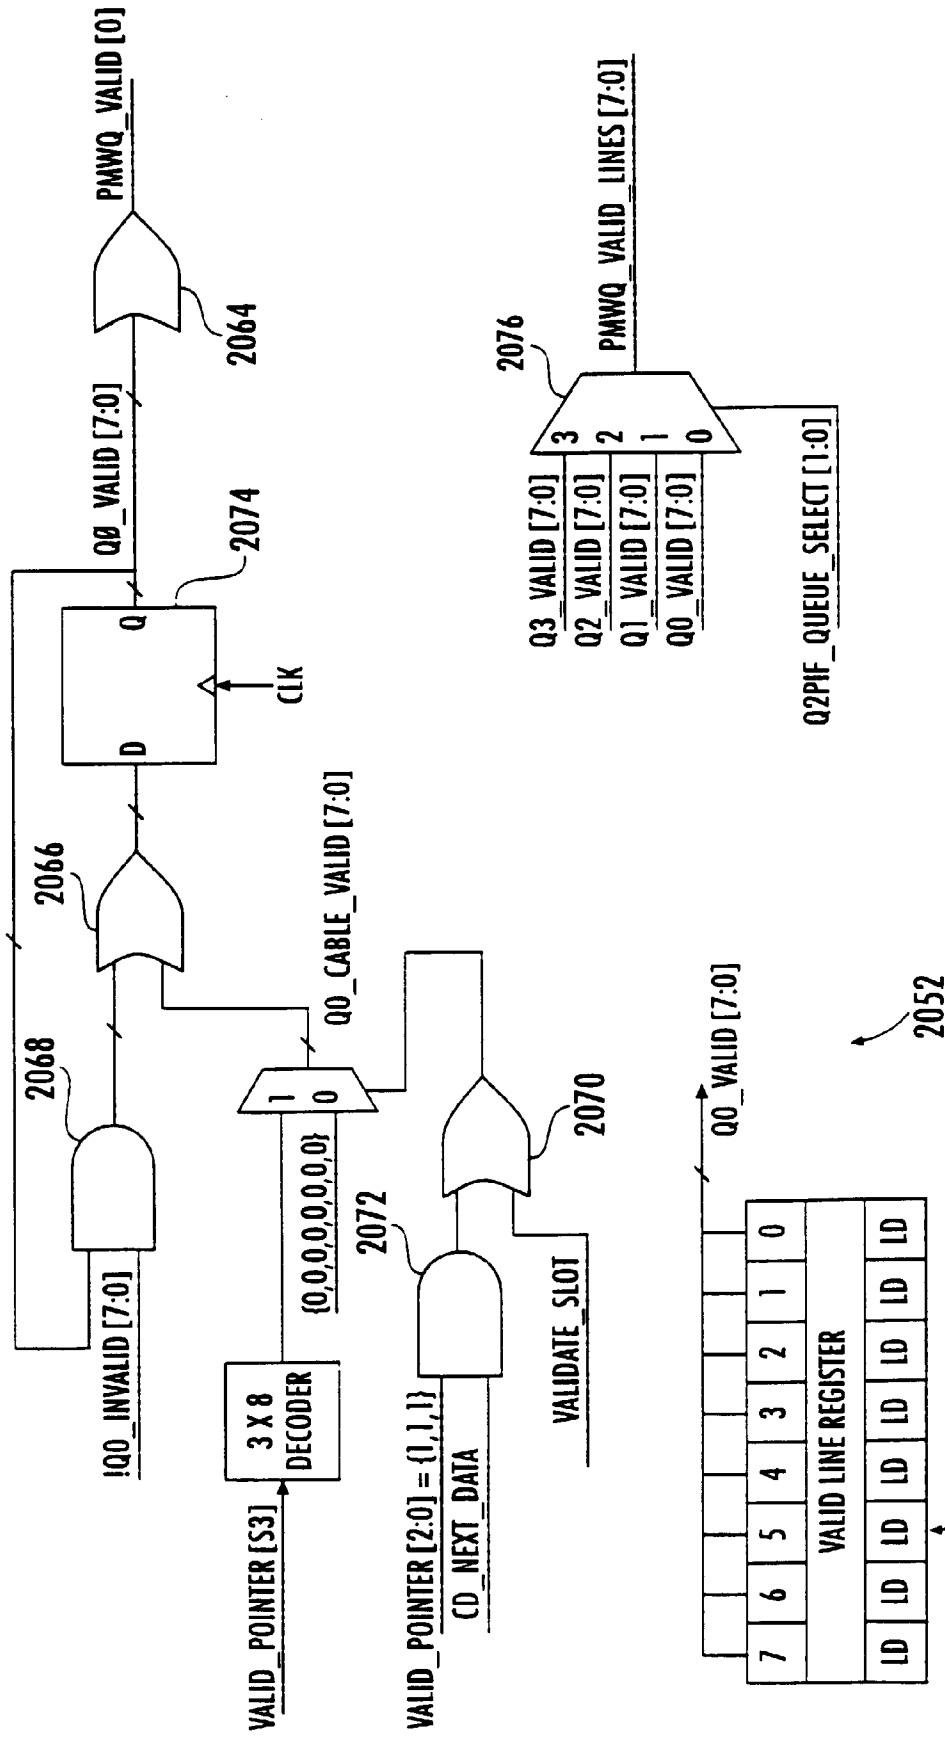 PMWQ_VALID [0]
2064
QØ_VALID [7:0]
2074
Q
D
CLK
2066
2068
!Q0_INVALID [7:0]
Q0_CABLE_VALID [7:0]
1
0
{0,0,0,0,0,0,0,0}
3 X 8
DECODER
VALID_POINTER [S3]
2070
2072
VALID_POINTER [2:0] = {1,1,1}
CD_NEXT_DATA
VALIDATE_SLOT
PMWQ_VALID_LINES [7:0]
2076
3
2
1
0
Q3_VALID [7:0]
Q2_VALID [7:0]
Q1_VALID [7:0]
Q0_VALID [7:0]
Q2PIF_QUEUE_SELECT [1:0]
Q0_VALID [7:0]
2052
7 6 5 4 3 2 1 0
VALID LINE REGISTER
LD LD LD LD LD LD LD LD